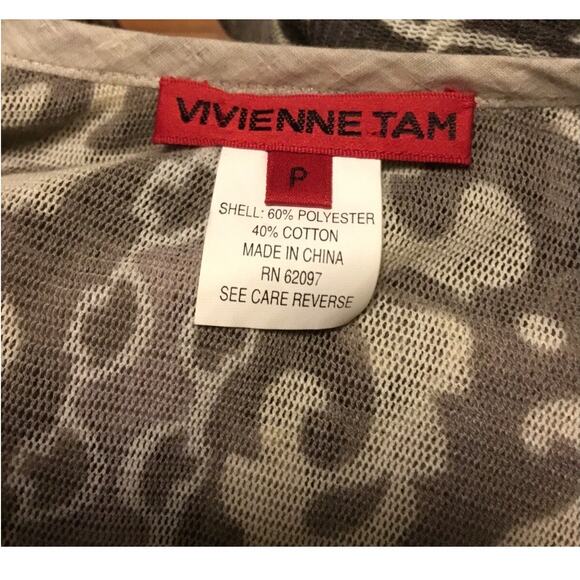 VIVIENNE TAM
P
SHELL: 60% POLYESTER
40% COTTON
MADE IN CHINA
RN 62097
SEE CARE REVERSE